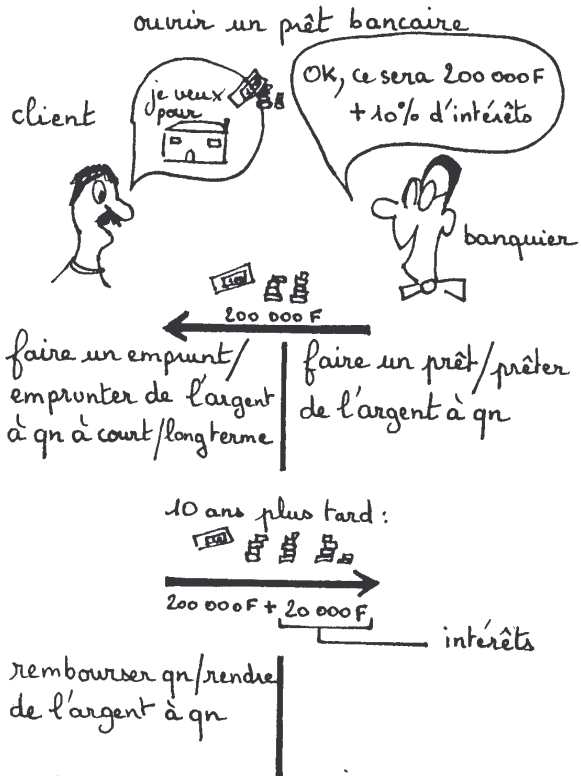 ouvrir un prêt bancaire
client
je veux
pour
OK, ce sera 200 000 F
+ 10% d'intérêts
banquier
200 000 F
faire un emprunt/
emprunter de l'argent
à qn à court/long terme
faire un prêt/prêter
de l'argent à qn
10 ans plus tard :
200 000 F + 20 000 F
intérêts
rembourser qn/rendre
de l'argent à qn